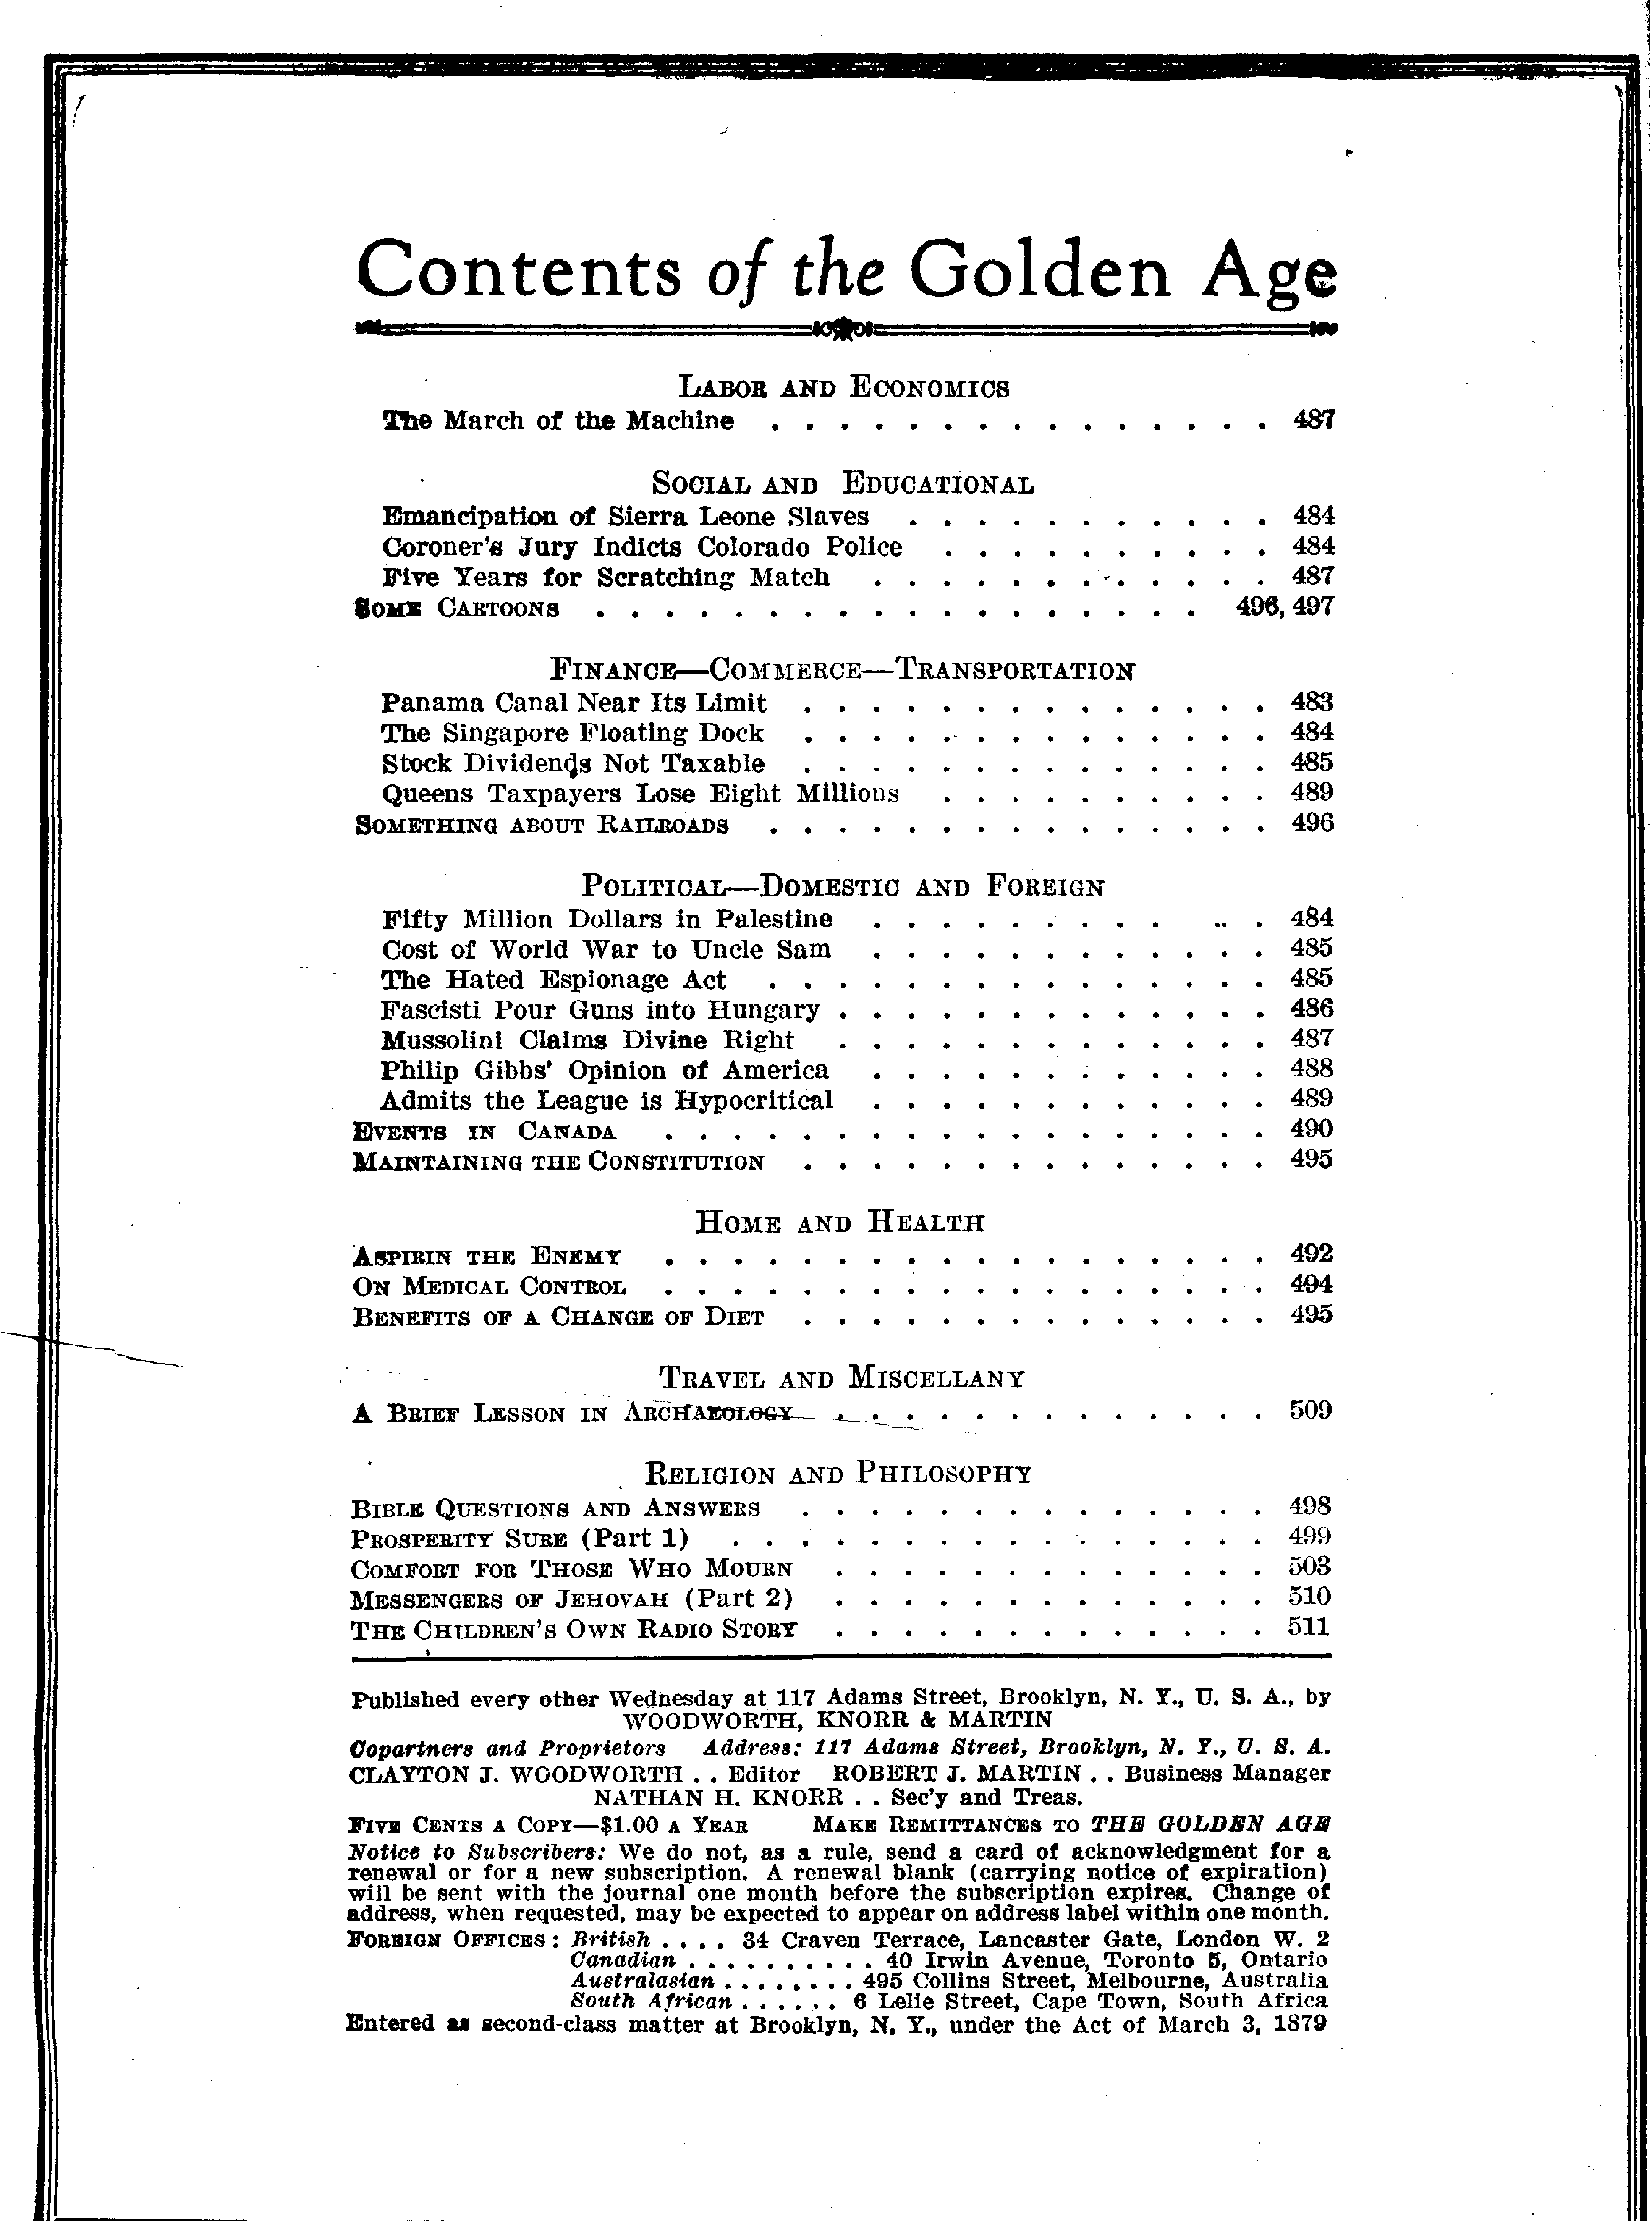 Contents of the Golden Age
LABOR AND ECONOMICS
The March of the Machine . . . . . . . . . . . . . . . 487
SOCIAL AND EDUCATIONAL
Emancipation of Sierra Leone Slaves . . . . . . . . . . . 484
Coroner's Jury Indicts Colorado Police . . . . . . . . . . 484
Five Years for Scratching Match . . . . . . . . . . . . 487
SOME CARTOONS . . . . . . . . . . . . . . . . . . 496, 497
FINANCE—COMMERCE—TRANSPORTATION
Panama Canal Near Its Limit . . . . . . . . . . . . . . 483
The Singapore Floating Dock . . . . . . . . . . . . . . 484
Stock Dividends Not Taxable . . . . . . . . . . . . . . 485
Queens Taxpayers Lose Eight Millions . . . . . . . . . . 489
SOMETHING ABOUT RAILROADS . . . . . . . . . . . . . . . 496
POLITICAL—DOMESTIC AND FOREIGN
Fifty Million Dollars in Palestine . . . . . . . . . .. . 484
Cost of World War to Uncle Sam . . . . . . . . . . . . 485
The Hated Espionage Act . . . . . . . . . . . . . . . 485
Fascisti Pour Guns into Hungary . . . . . . . . . . . . . 486
Mussolini Claims Divine Right . . . . . . . . . . . . . 487
Philip Gibbs' Opinion of America . . . . . . . . . . . . 488
Admits the League is Hypocritical . . . . . . . . . . . . 489
EVENTS IN CANADA . . . . . . . . . . . . . . . . . . 490
MAINTAINING THE CONSTITUTION . . . . . . . . . . . . . . 495
HOME AND HEALTH
ASPIRIN THE ENEMY . . . . . . . . . . . . . . . . . . 492
ON MEDICAL CONTROL . . . . . . . . . . . . . . . . . . 494
BENEFITS OF A CHANGE OF DIET . . . . . . . . . . . . . . 495
TRAVEL AND MISCELLANY
A BRIEF LESSON IN ARCHAEOLOGY . . . . . . . . . . . . . 509
RELIGION AND PHILOSOPHY
BIBLE QUESTIONS AND ANSWERS . . . . . . . . . . . . . . 498
PROSPERITY SURE (Part 1) . . . . . . . . . . . . . . . . 499
COMFORT FOR THOSE WHO MOURN . . . . . . . . . . . . . 503
MESSENGERS OF JEHOVAH (Part 2) . . . . . . . . . . . . . 510
THE CHILDREN'S OWN RADIO STORY . . . . . . . . . . . . . 511
Published every other Wednesday at 117 Adams Street, Brooklyn, N. Y., U. S. A., by
WOODWORTH, KNORR & MARTIN
Copartners and Proprietors Address: 117 Adams Street, Brooklyn, N. Y., U. S. A.
CLAYTON J. WOODWORTH . . Editor ROBERT J. MARTIN . . Business Manager
NATHAN H. KNORR . . Sec'y and Treas.
FIVE CENTS A COPY—$1.00 A YEAR MAKE REMITTANCES TO THE GOLDEN AGE
Notice to Subscribers: We do not, as a rule, send a card of acknowledgment for a
renewal or for a new subscription. A renewal blank (carrying notice of expiration)
will be sent with the journal one month before the subscription expires. Change of
address, when requested, may be expected to appear on address label within one month.
FOREIGN OFFICES: British . . . . 34 Craven Terrace, Lancaster Gate, London W. 2
Canadian . . . . . . . . . . 40 Irwin Avenue, Toronto 5, Ontario
Australasian . . . . . . . . 495 Collins Street, Melbourne, Australia
South African . . . . . . 6 Lelie Street, Cape Town, South Africa
Entered as second-class matter at Brooklyn, N. Y., under the Act of March 3, 1879